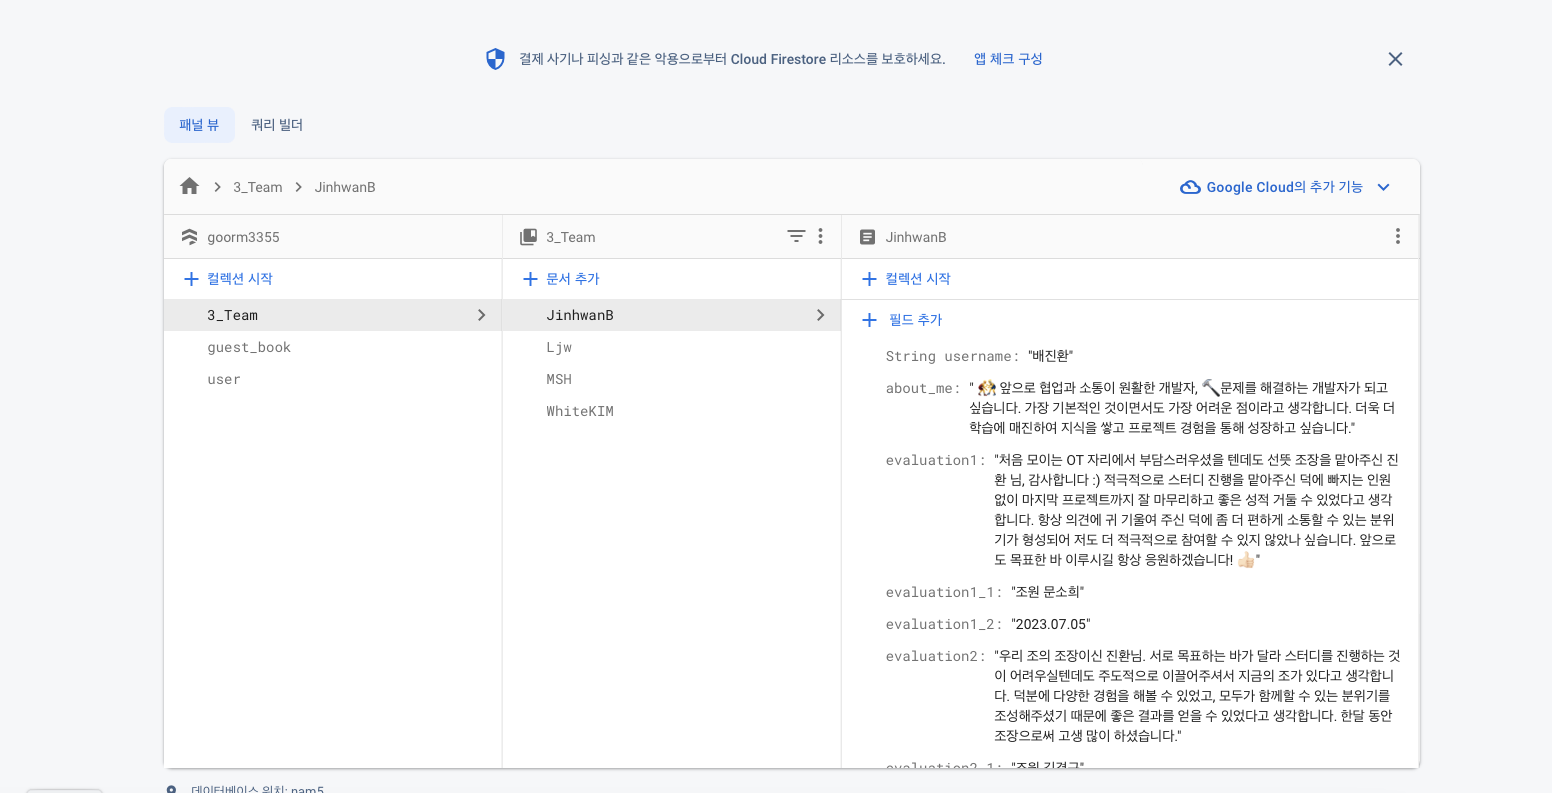 결제 사기나 피싱과 같은 악용으로부터 Cloud Firestore 리소스를 보호하세요. 앱 체크 구성
패널 뷰 쿼리 빌더
3_Team JinhwanB Google Cloud의 추가 기능
goorm3355
컬렉션 시작
3_Team
guest_book
user
3_Team
문서 추가
JinhwanB
Ljw
MSH
WhiteKIM
JinhwanB
컬렉션 시작
필드 추가
String username: "배진환"
about_me: " 🐶 앞으로 협업과 소통이 원활한 개발자, 🔨문제를 해결하는 개발자가 되고
싶습니다. 가장 기본적인 것이면서도 가장 어려운 점이라고 생각합니다. 더욱 더
학습에 매진하여 지식을 쌓고 프로젝트 경험을 통해 성장하고 싶습니다."
evaluation1: "처음 모이는 OT 자리에서 부담스러우셨을 텐데도 선뜻 조장을 맡아주신 진
환 님, 감사합니다 :) 적극적으로 스터디 진행을 맡아주신 덕에 빠지는 인원
없이 마지막 프로젝트까지 잘 마무리하고 좋은 성적 거둘 수 있었다고 생각
합니다. 항상 의견에 귀 기울여 주신 덕에 좀 더 편하게 소통할 수 있는 분위
기가 형성되어 저도 더 적극적으로 참여할 수 있지 않았나 싶습니다. 앞으로
도 목표한 바 이루시길 항상 응원하겠습니다! 👍🏻"
evaluation1_1: "조원 문소희"
evaluation1_2: "2023.07.05"
evaluation2: "우리 조의 조장이신 진환님. 서로 목표하는 바가 달라 스터디를 진행하는 것
이 어려우실텐데도 주도적으로 이끌어주셔서 지금의 조가 있다고 생각합니
다. 덕분에 다양한 경험을 해볼 수 있었고, 모두가 함께할 수 있는 분위기를
조성해주셨기 때문에 좋은 결과를 얻을 수 있었다고 생각합니다. 한달 동안
조장으로써 고생 많이 하셨습니다."
evaluation2_1: "조원
데이터베이스 위치: nam5